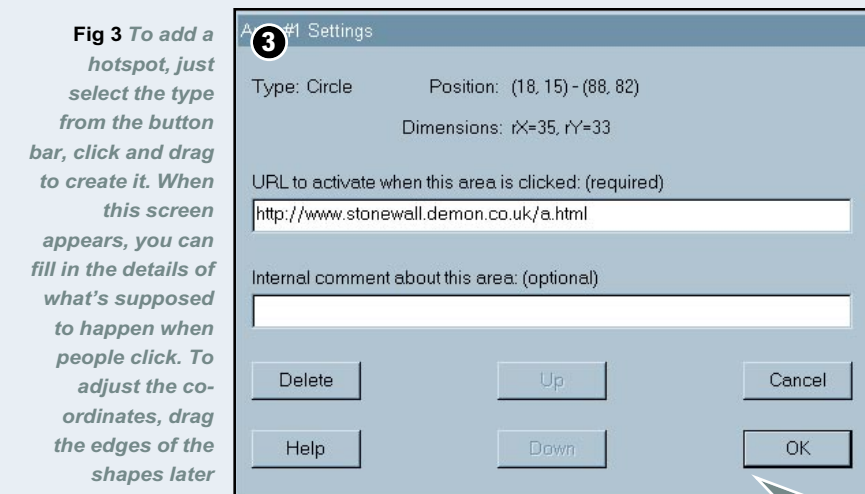 Fig 3 To add a
hotspot, just
select the type
from the button
bar, click and drag
to create it. When
this screen
appears, you can
fill in the details of
what's supposed
to happen when
people click. To
adjust the co-
ordinates, drag
the edges of the
shapes later
3
#1 Settings
Type: Circle Position: (18, 15) - (88, 82)
Dimensions: rX=35, rY=33
URL to activate when this area is clicked: (required)
http://www.stonewall.demon.co.uk/a.html
Internal comment about this area: (optional)
Delete Up Cancel
Help Down OK